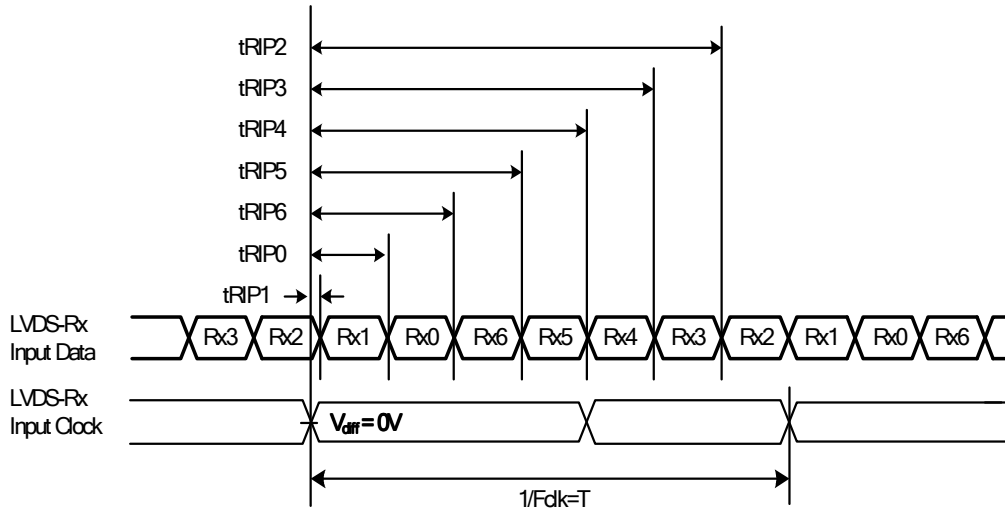 tRIP2
tRIP3
tRIP4
tRIP5
tRIP6
tRIP0
tRIP1
LVDS-Rx
Input Data
Rx3 Rx2 Rx1 Rx0 Rx6 Rx5 Rx4 Rx3 Rx2 Rx1 Rx0 Rx6
LVDS-Rx
Input Clock
Vdiff = 0V
1/Fclk=T